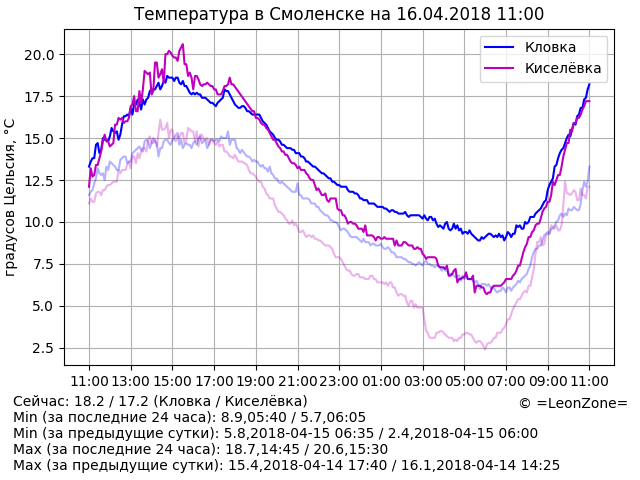 Температура в Смоленске на 16.04.2018 11:00
Кловка
Киселёвка
градусов Цельсия, °C
20.0
17.5
15.0
12.5
10.0
7.5
5.0
2.5
11:00 13:00 15:00 17:00 19:00 21:00 23:00 01:00 03:00 05:00 07:00 09:00 11:00
Сейчас: 18.2 / 17.2 (Кловка / Киселёвка)
© =LeonZone=
Min (за последние 24 часа): 8.9,05:40 / 5.7,06:05
Min (за предыдущие сутки): 5.8,2018-04-15 06:35 / 2.4,2018-04-15 06:00
Max (за последние 24 часа): 18.7,14:45 / 20.6,15:30
Max (за предыдущие сутки): 15.4,2018-04-14 17:40 / 16.1,2018-04-14 14:25